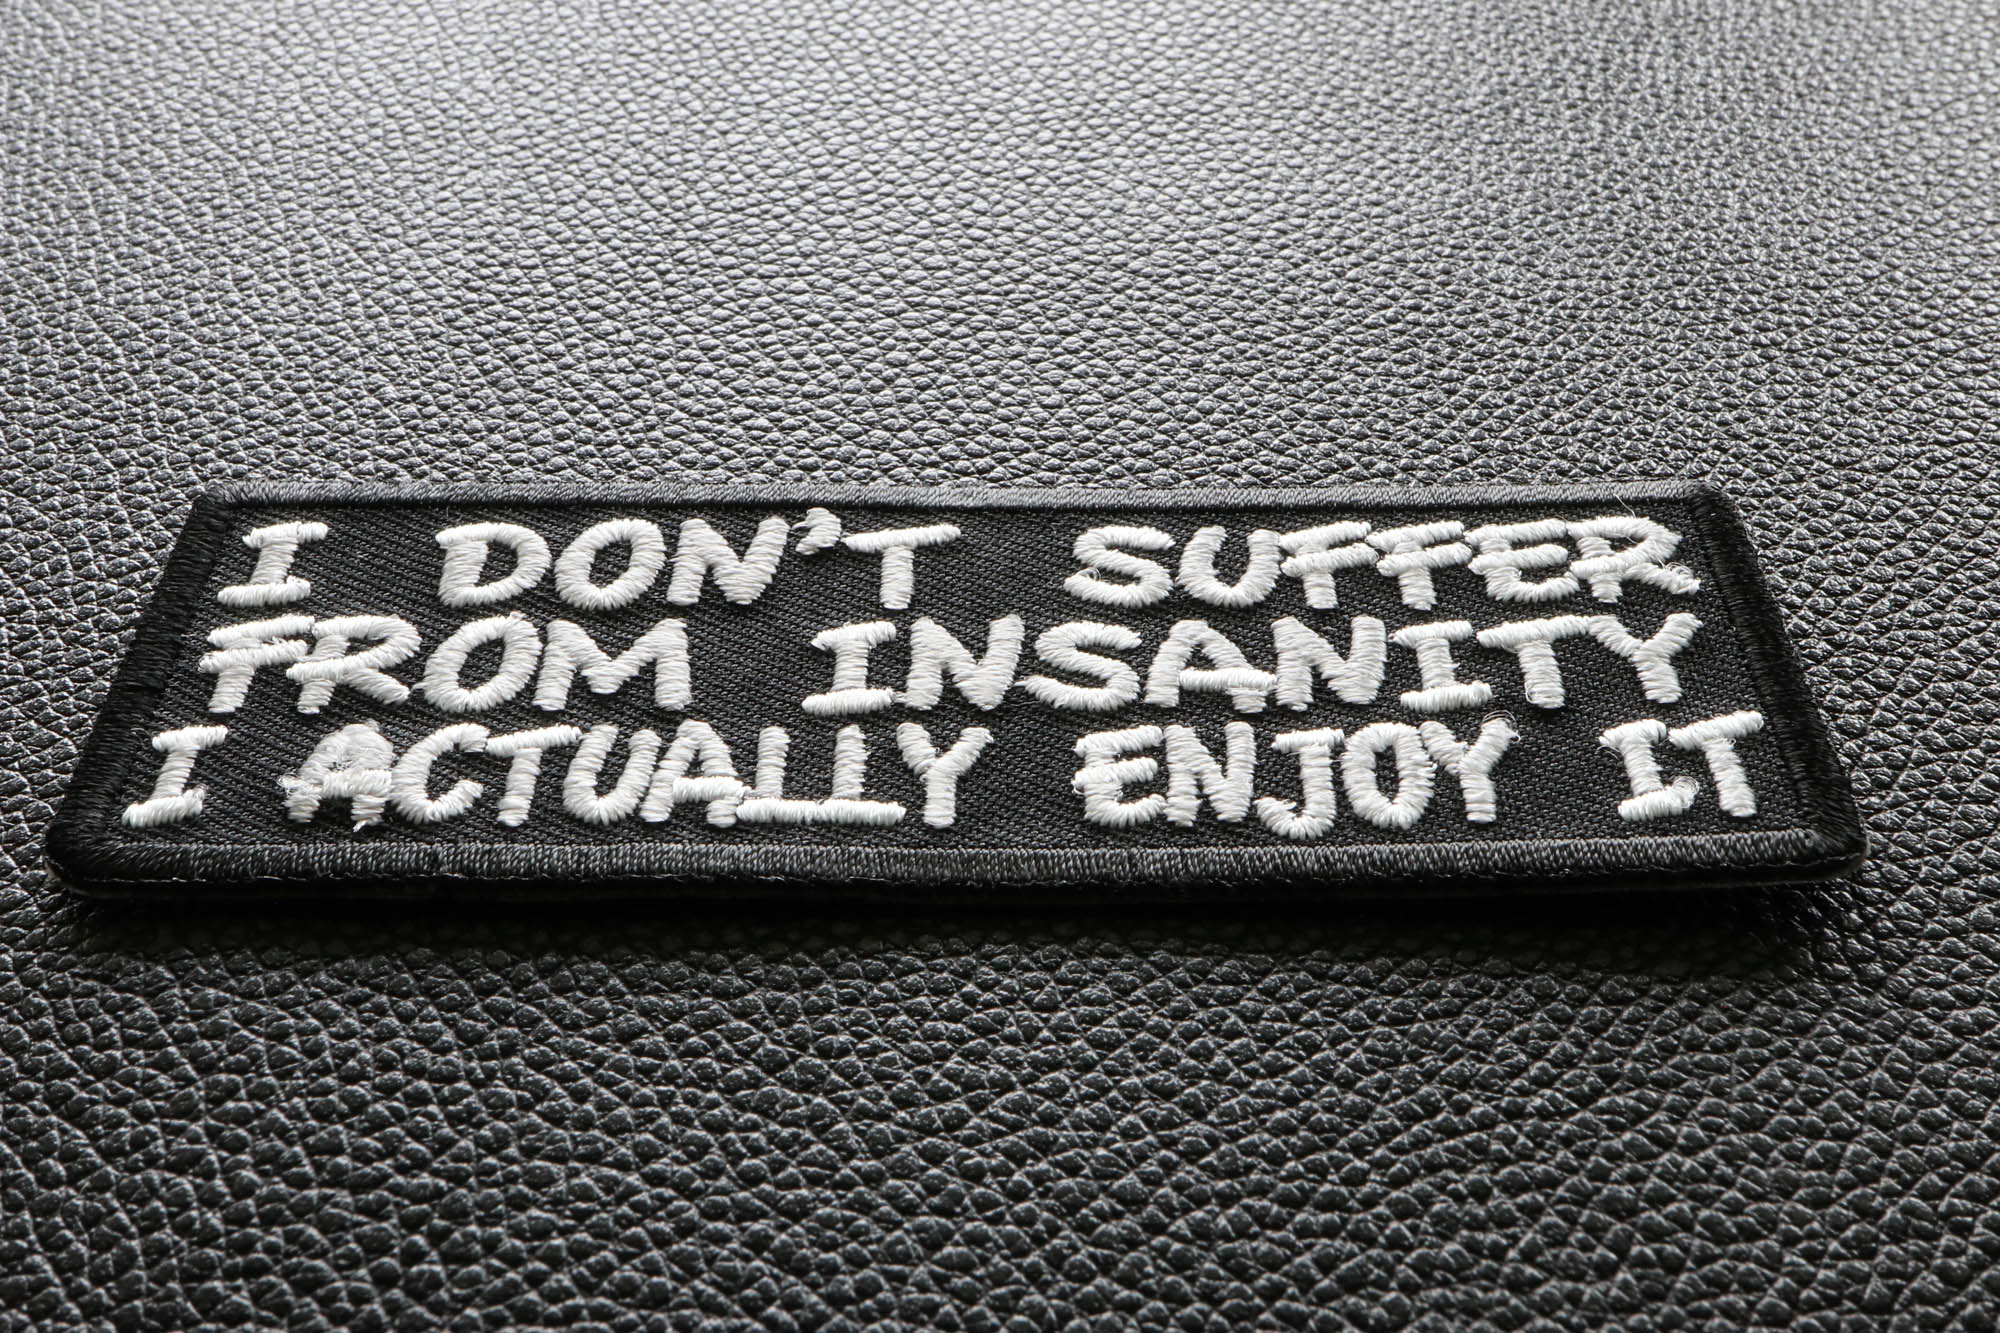 I DON'T SUFFER
FROM INSANITY
I ACTUALLY ENJOY IT